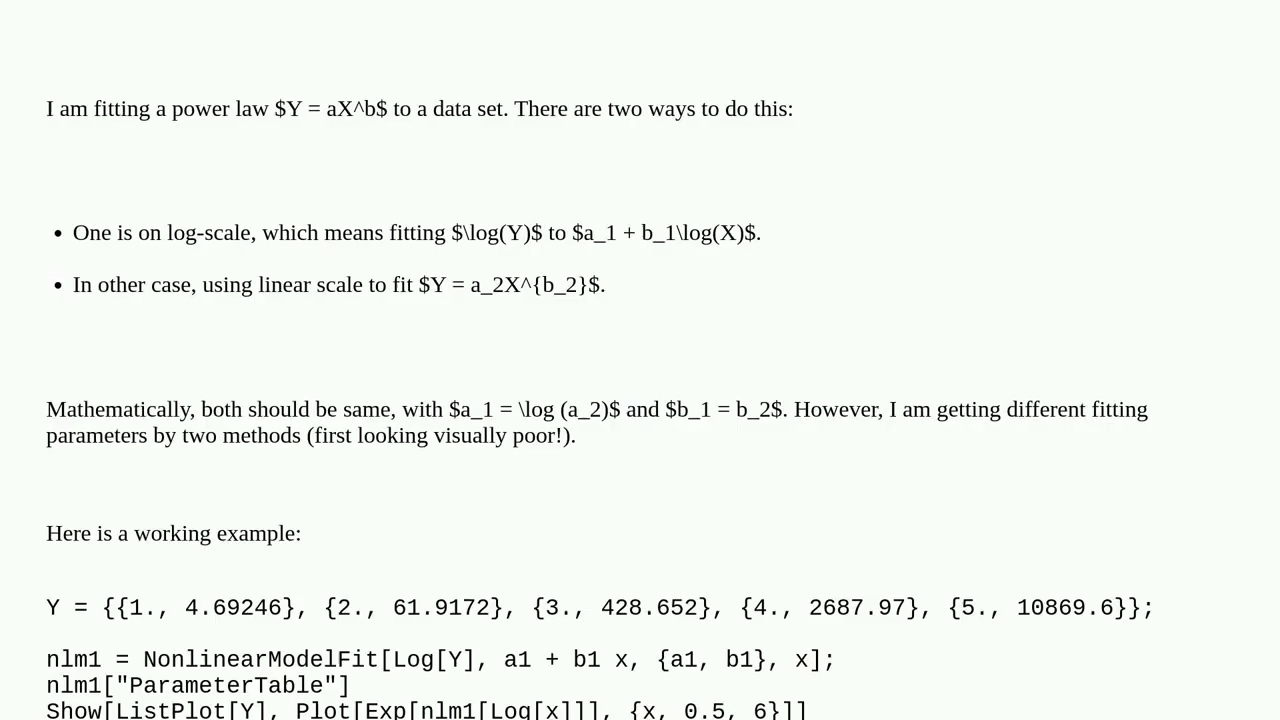 I am fitting a power law $Y = aX^b$ to a data set. There are two ways to do this:
• One is on log-scale, which means fitting $\log(Y)$ to $a_1 + b_1\log(X)$.
• In other case, using linear scale to fit $Y = a_2X^{b_2}$.
Mathematically, both should be same, with $a_1 = \log (a_2)$ and $b_1 = b_2$. However, I am getting different fitting
parameters by two methods (first looking visually poor!).
Here is a working example:
Y = {{1., 4.69246}, {2., 61.9172}, {3., 428.652}, {4., 2687.97}, {5., 10869.6}};
nlm1 = NonlinearModelFit[Log[Y], a1 + b1 x, {a1, b1}, x];
nlm1["ParameterTable"]
Show[ListPlot[Y], Plot[Exp[nlm1[Log[x]]], {x, 0.5, 6}]]